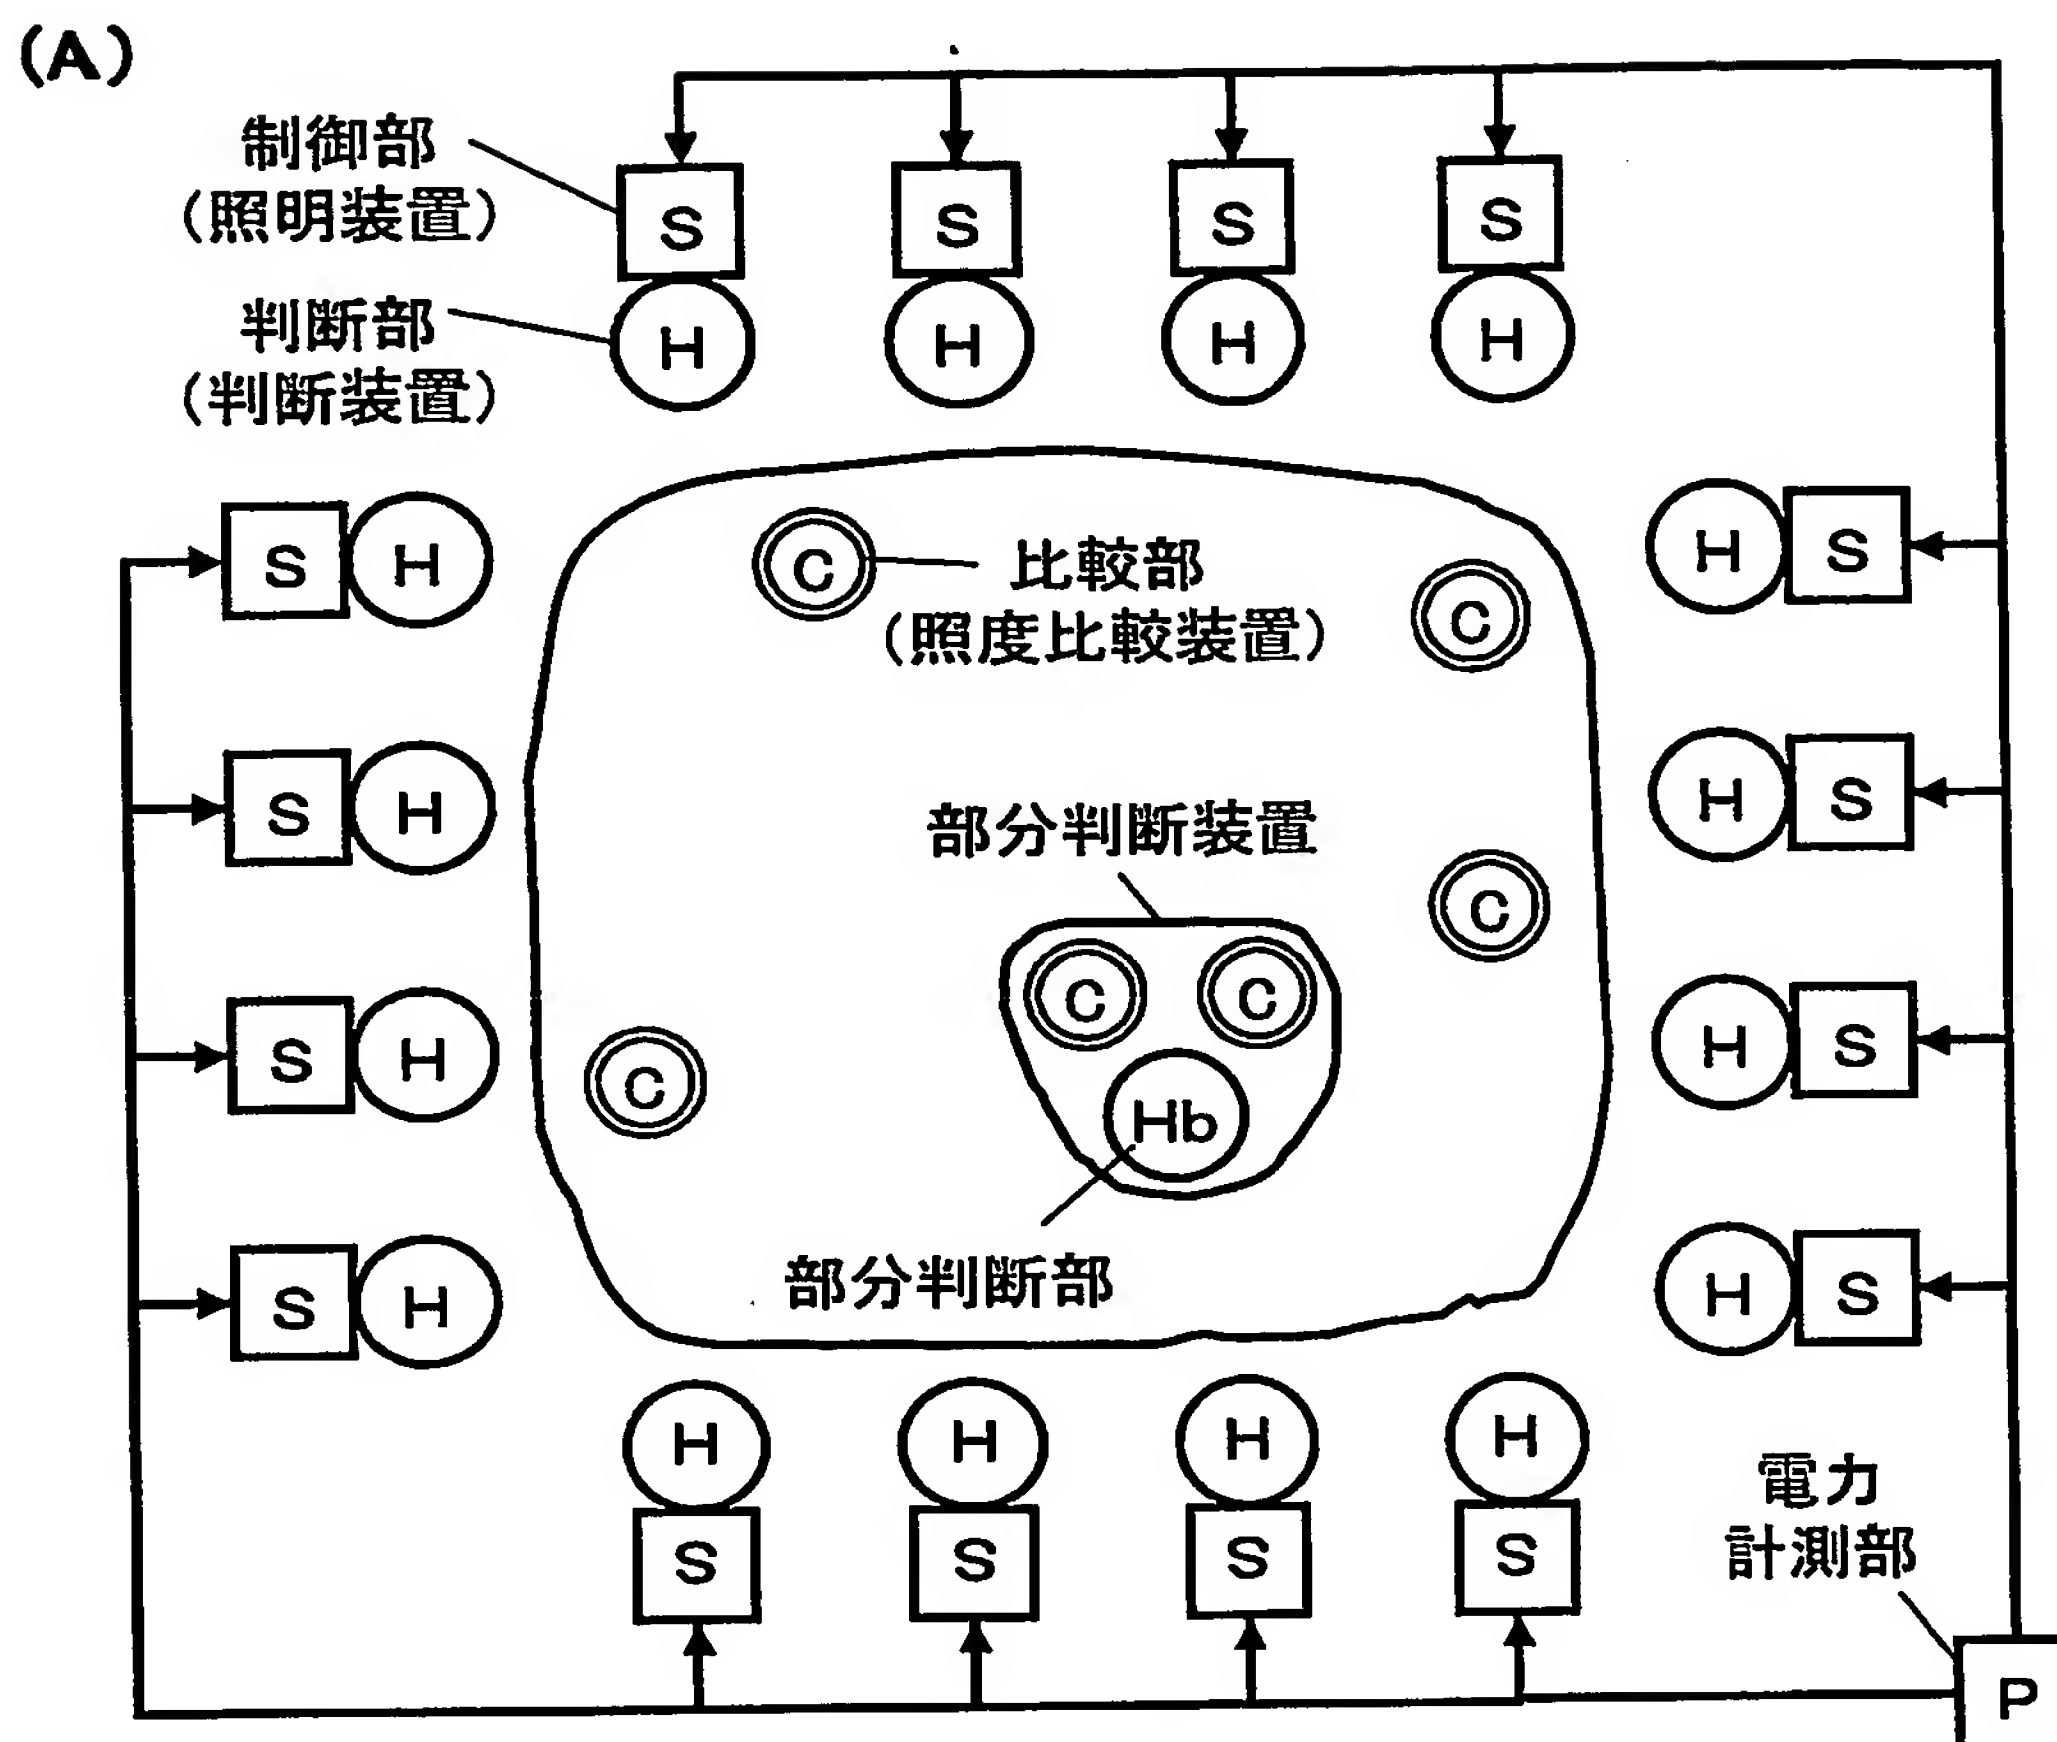 (A)
制御部
(照明装置)
判断部
(判断装置)
S S S S
H H H H
S H
比較部
(照度比較装置)
C
C
H S
S H
部分判断装置
C
H S
S H
C
C C
Hb
H S
S H
部分判断部
H S
H H H H
S S S S
電力
計測部
P